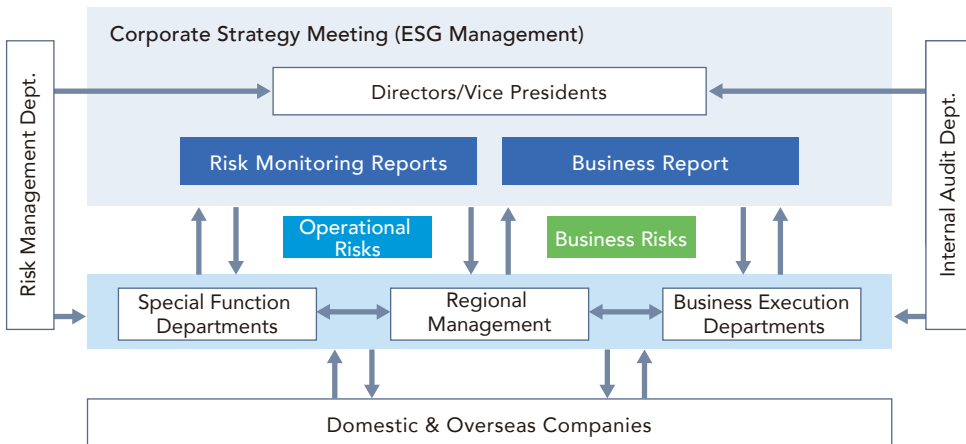 Corporate Strategy Meeting (ESG Management)
Risk Management Dept.
Directors/Vice Presidents
Internal Audit Dept.
Risk Monitoring Reports
Business Report
Operational
Risks
Business Risks
Special Function
Departments
Regional
Management
Business Execution
Departments
Domestic & Overseas Companies